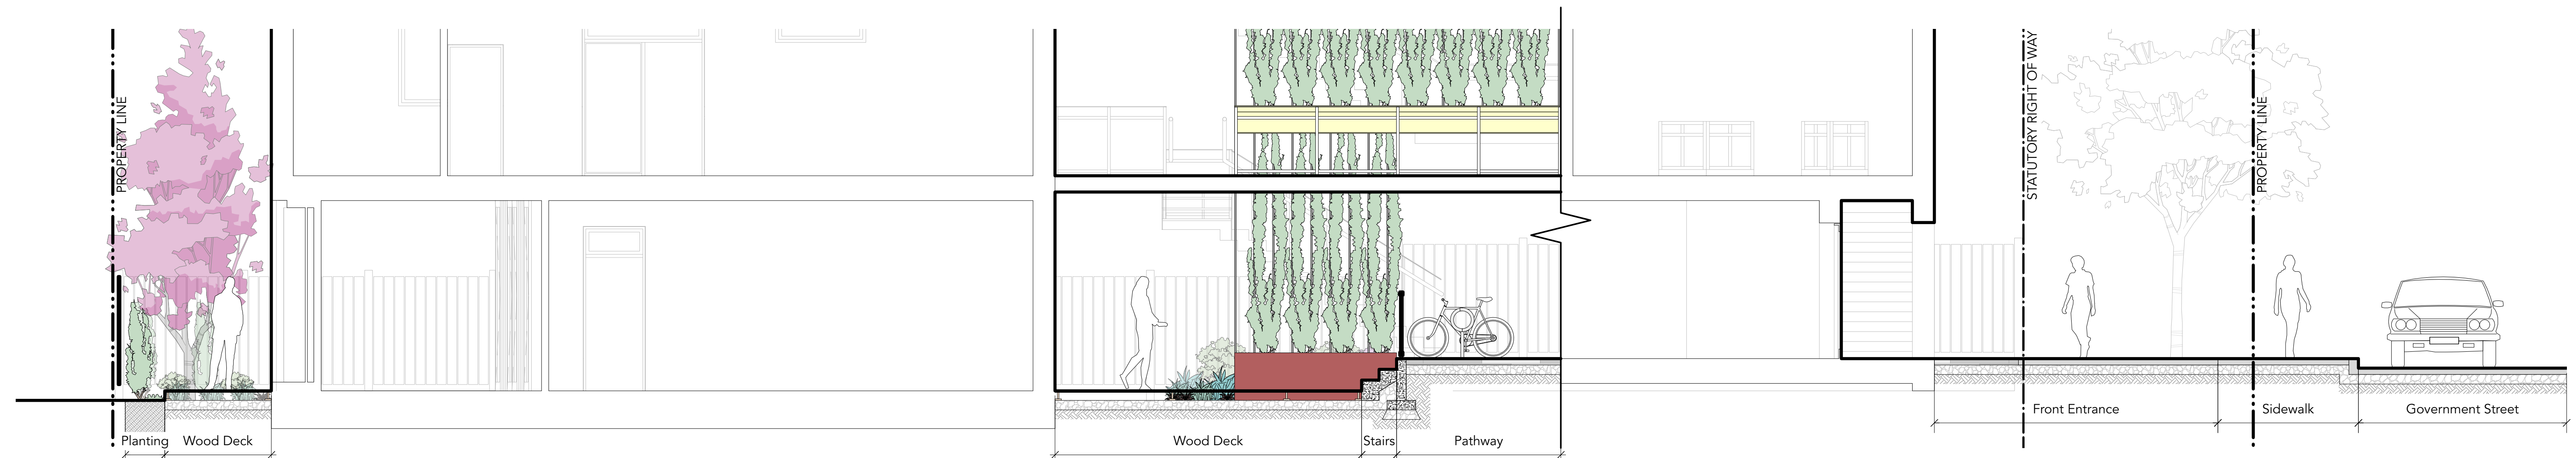 PROPERTY LINE
STATUTORY RIGHT OF WAY
PROPERTY LINE
Planting
Wood Deck
Wood Deck
Stairs
Pathway
Front Entrance
Sidewalk
Government Street